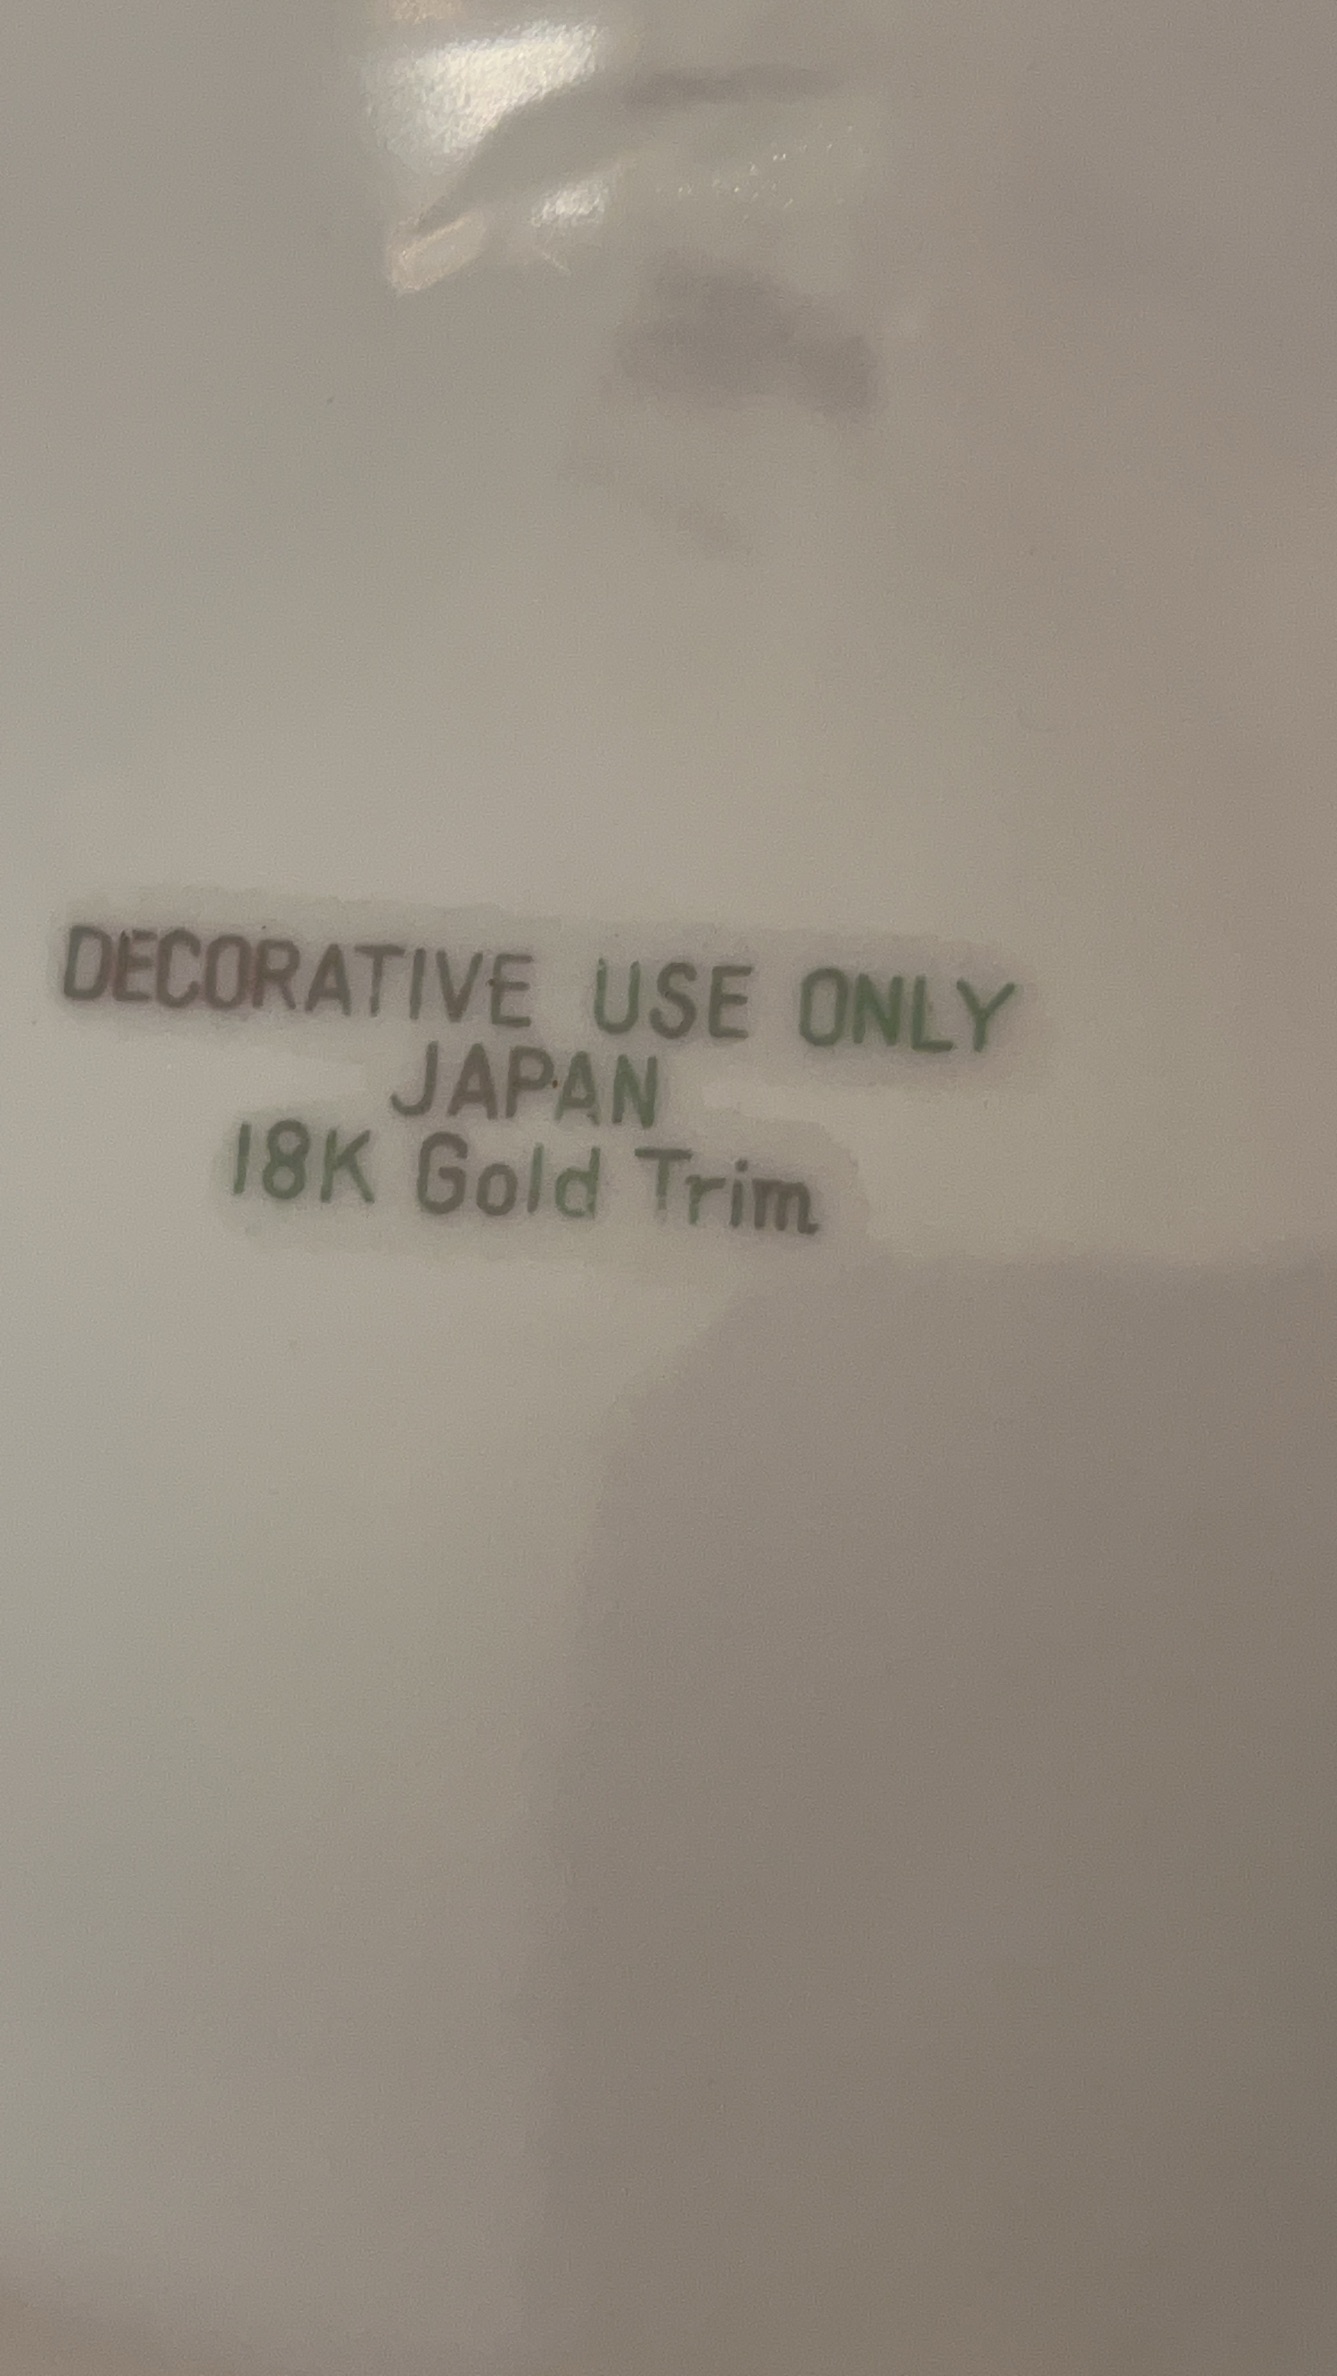 DECORATIVE USE ONLY
JAPAN
18K Gold Trim